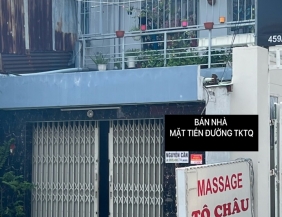 459
BÁN NHÀ
MẶT TIỀN ĐƯỜNG TKTQ
NGUYÊN CĂN
MASSAGE
TÔ CHÂU